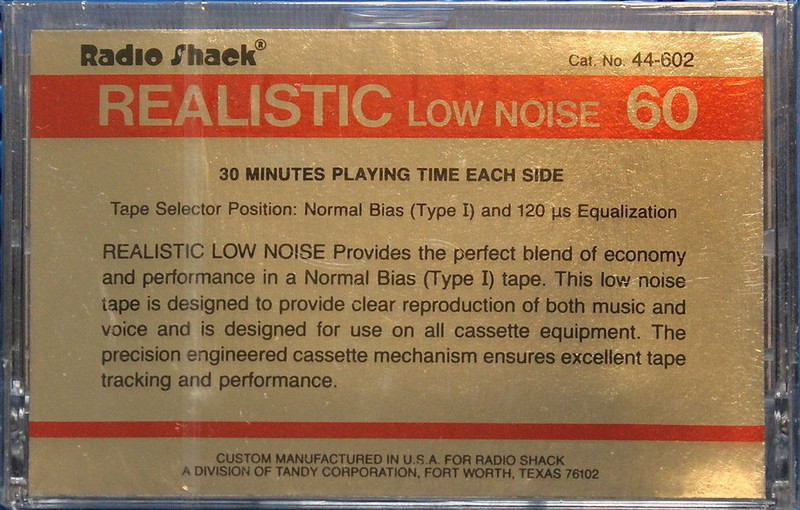 Radio Shack®
Cat. No. 44-602
REALISTIC LOW NOISE 60
30 MINUTES PLAYING TIME EACH SIDE
Tape Selector Position: Normal Bias (Type I) and 120 µs Equalization
REALISTIC LOW NOISE Provides the perfect blend of economy
and performance in a Normal Bias (Type I) tape. This low noise
tape is designed to provide clear reproduction of both music and
voice and is designed for use on all cassette equipment. The
precision engineered cassette mechanism ensures excellent tape
tracking and performance.
CUSTOM MANUFACTURED IN U.S.A. FOR RADIO SHACK
A DIVISION OF TANDY CORPORATION, FORT WORTH, TEXAS 76102